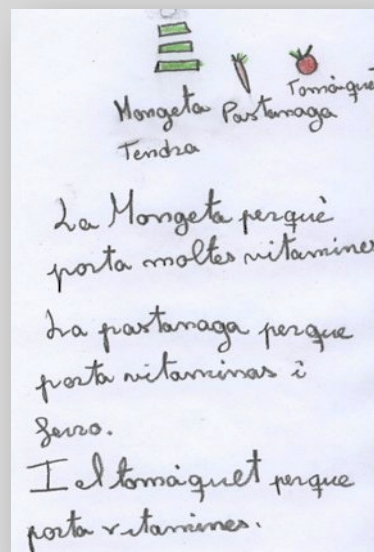 Mongeta Pastanaga Tomàquet
Tendra
La Mongeta perquè
porta moltes vitamines
La pastanaga perque
porta vitaminas i
ferro.
I el tomàquet perque
porta vitamines.